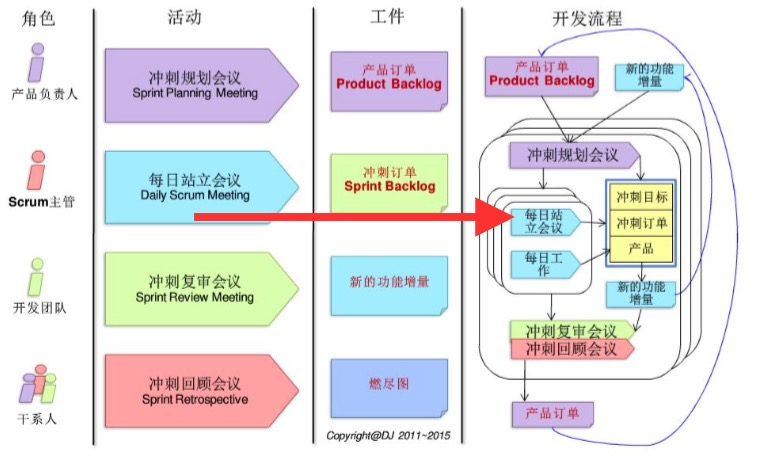 角色
活动
工件
开发流程
产品负责人
Scrum主管
开发团队
干系人
冲刺规划会议
Sprint Planning Meeting
每日站立会议
Daily Scrum Meeting
冲刺复审会议
Sprint Review Meeting
冲刺回顾会议
Sprint Retrospective
产品订单
Product Backlog
冲刺订单
Sprint Backlog
新的功能增量
燃尽图
Copyright@DJ 2011~2015
产品订单
Product Backlog
新的功能
增量
冲刺规划会议
每日站
立会议
每日工
作
冲刺目标
冲刺订单
产品
新的功能
增量
冲刺复审会议
冲刺回顾会议
产品订单